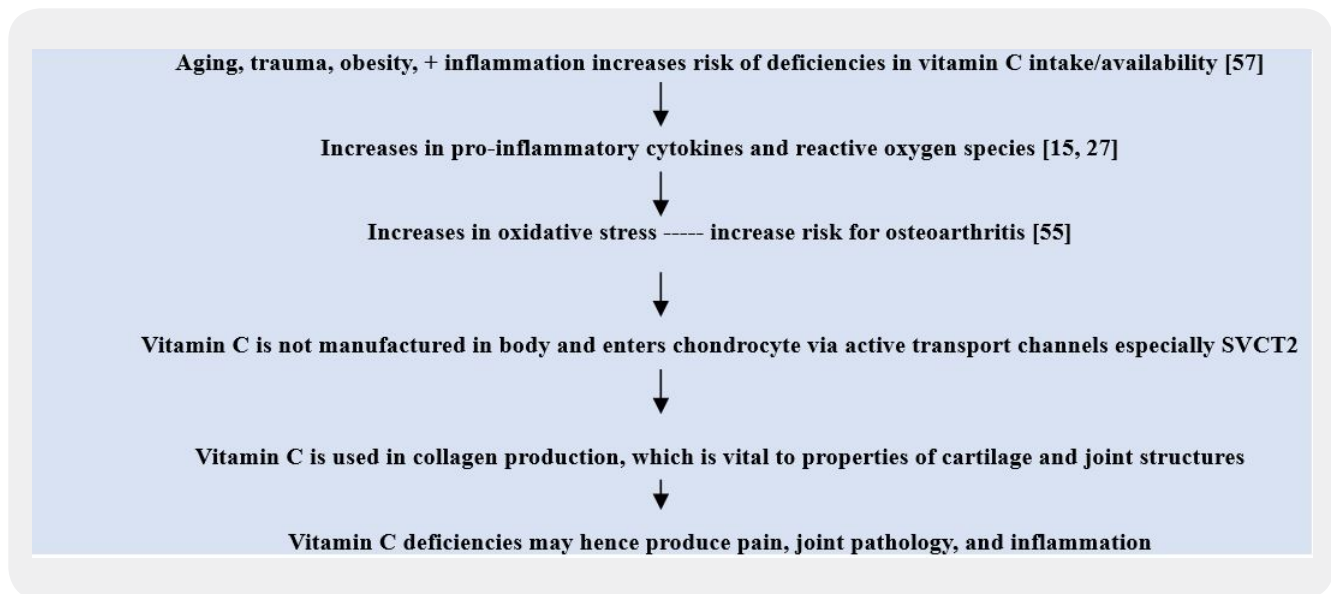 Aging, trauma, obesity, + inflammation increases risk of deficiencies in vitamin C intake/availability [57]
Increases in pro-inflammatory cytokines and reactive oxygen species [15, 27]
Increases in oxidative stress ----- increase risk for osteoarthritis [55]
Vitamin C is not manufactured in body and enters chondrocyte via active transport channels especially SVCT2
Vitamin C is used in collagen production, which is vital to properties of cartilage and joint structures
Vitamin C deficiencies may hence produce pain, joint pathology, and inflammation